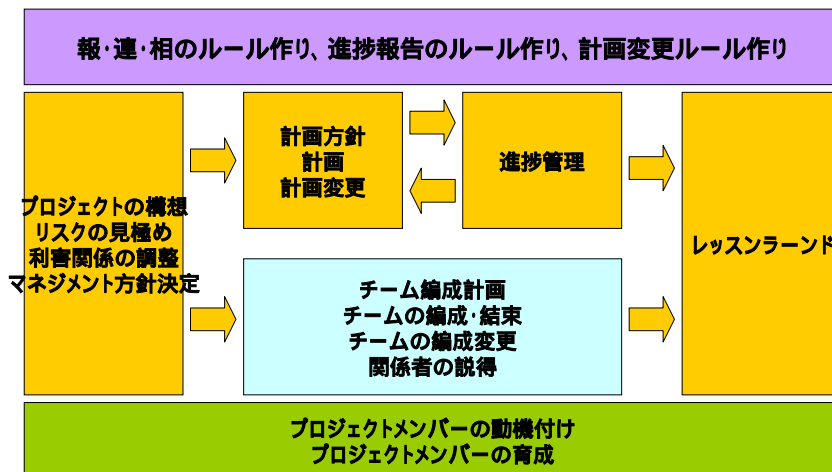 報・連・相のルール作り、進捗報告のルール作り、計画変更ルール作り
プロジェクトの構想
リスクの見極め
利害関係の調整
マネジメント方針決定
計画方針
計画
計画変更
進捗管理
チーム編成計画
チームの編成・結束
チームの編成変更
関係者の説得
レッスンラーンド
プロジェクトメンバーの動機付け
プロジェクトメンバーの育成